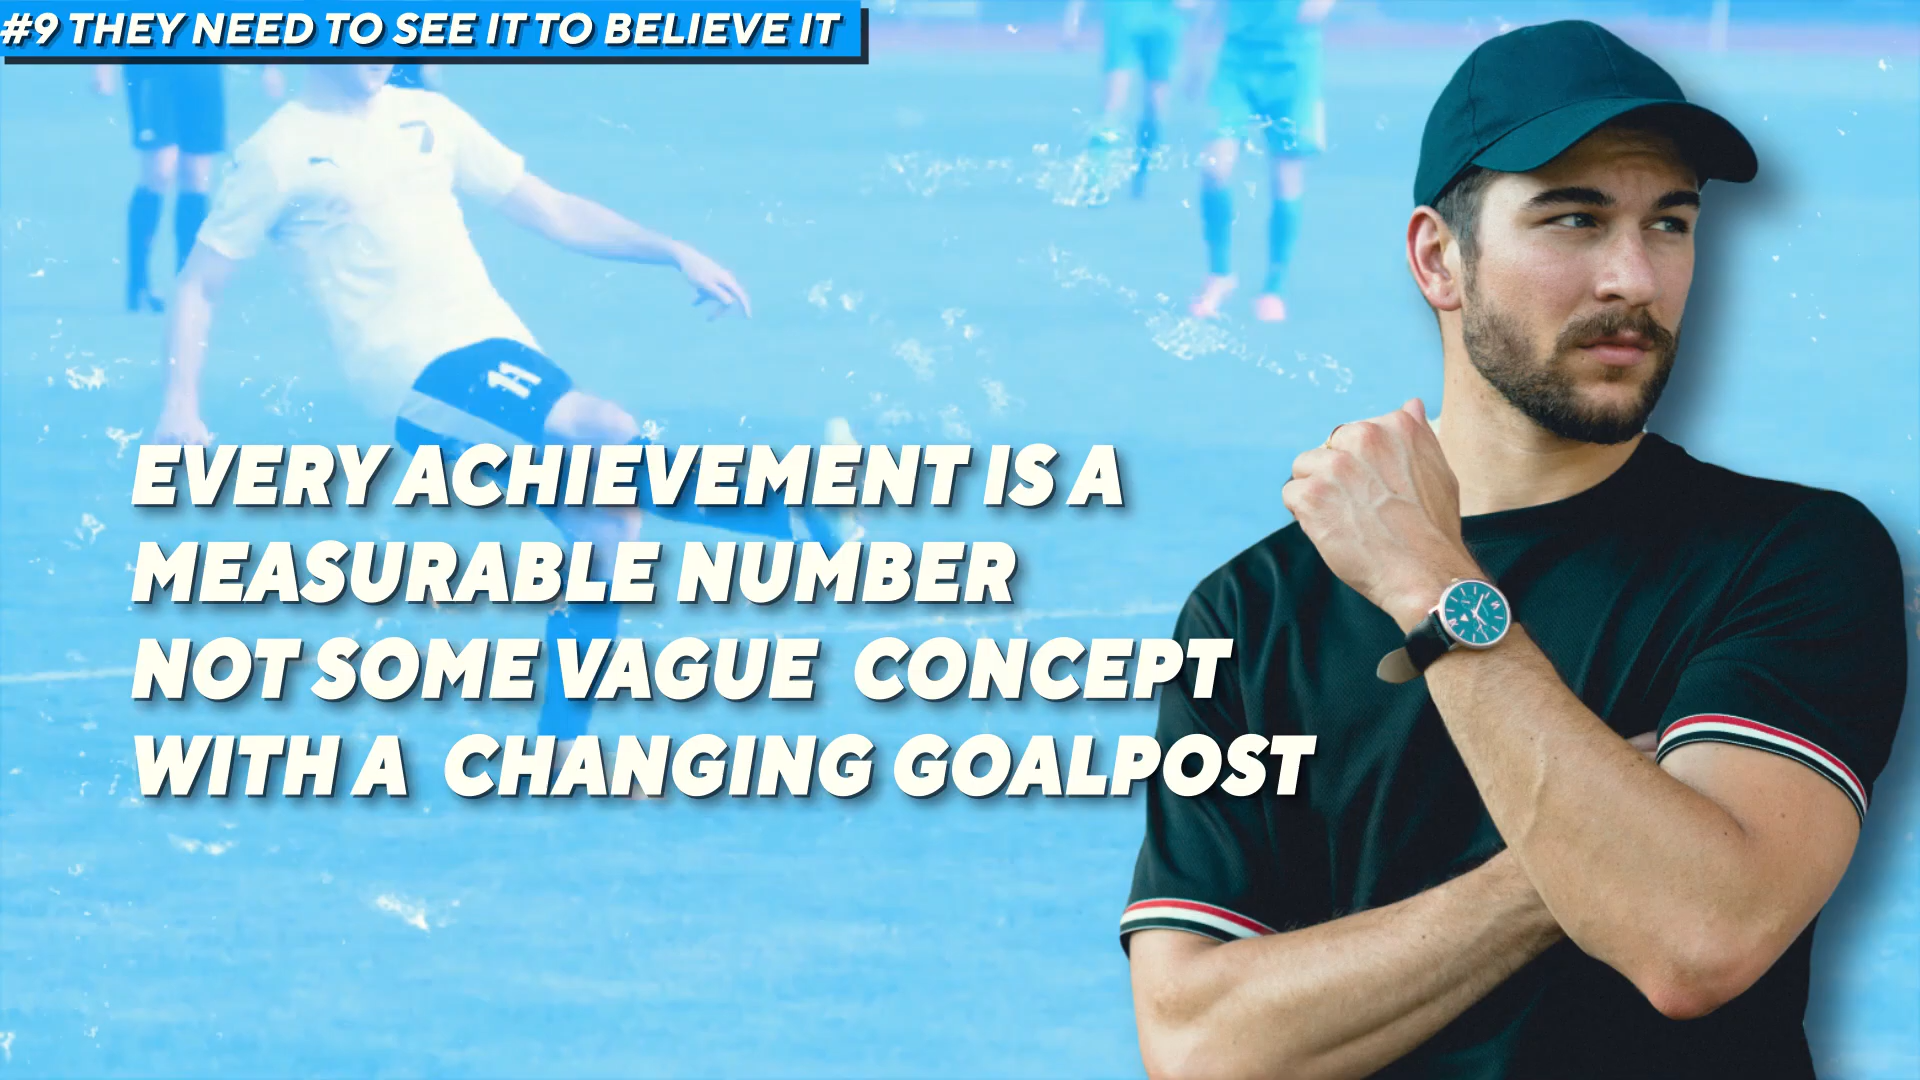 #9 THEY NEED TO SEE IT TO BELIEVE IT
11
EVERY ACHIEVEMENT IS A
MEASURABLE NUMBER
NOT SOME VAGUE CONCEPT
WITH A CHANGING GOALPOST